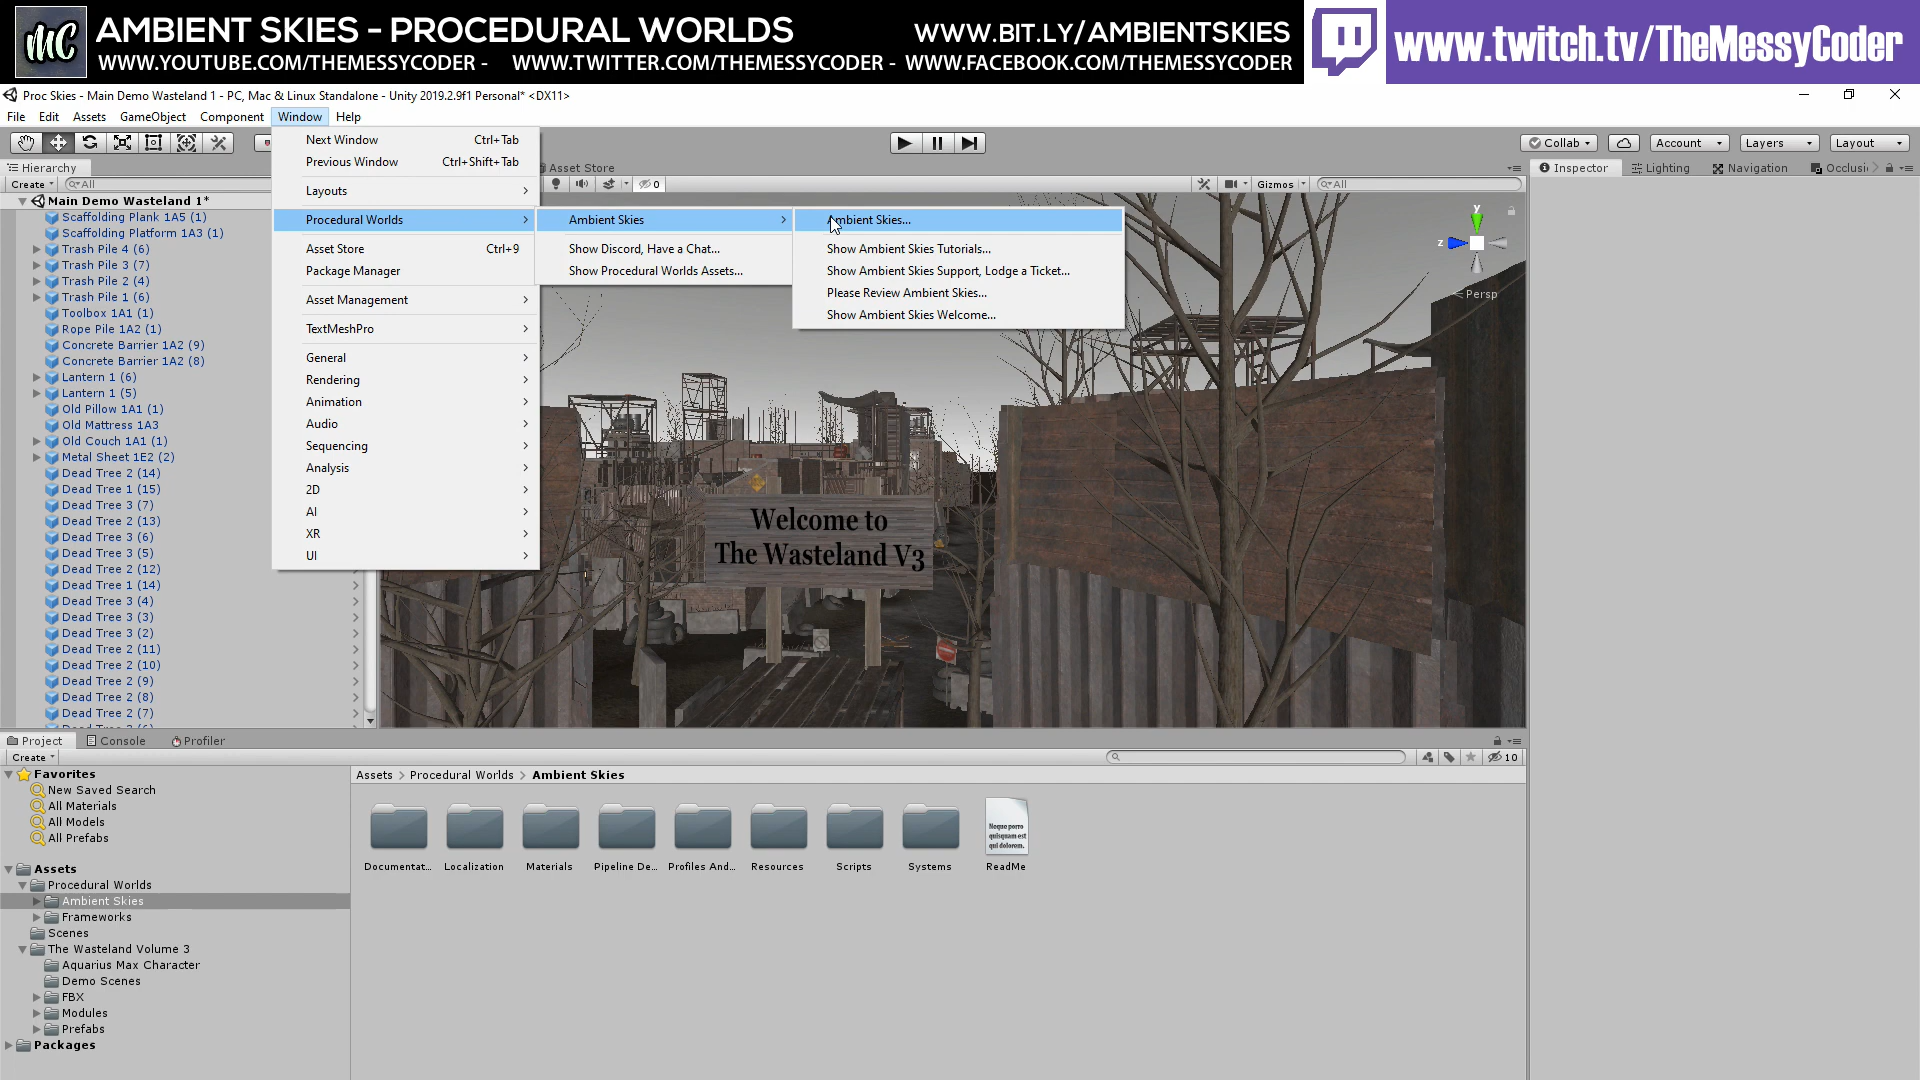 MC
AMBIENT SKIES - PROCEDURAL WORLDS
WWW.BIT.LY/AMBIENTSKIES
WWW.YOUTUBE.COM/THEMESSYCODER - WWW.TWITTER.COM/THEMESSYCODER - WWW.FACEBOOK.COM/THEMESSYCODER
www.twitch.tv/TheMessyCoder
Proc Skies - Main Demo Wasteland 1 - PC, Mac & Linux Standalone - Unity 2019.2.9f1 Personal* <DX11>
File Edit Assets GameObject Component Window Help
Collab Account Layers Layout
Hierarchy
Asset Store
Inspector Lighting Navigation Occlusi
Create All
0
Gizmos All
Main Demo Wasteland 1*
Scaffolding Plank 1A5 (1)
Scaffolding Platform 1A3 (1)
Trash Pile 4 (6)
Trash Pile 3 (7)
Trash Pile 2 (4)
Trash Pile 1 (6)
Toolbox 1A1 (1)
Rope Pile 1A2 (1)
Concrete Barrier 1A2 (9)
Concrete Barrier 1A2 (8)
Lantern 1 (6)
Lantern 1 (5)
Old Pillow 1A1 (1)
Old Mattress 1A3
Old Couch 1A1 (1)
Metal Sheet 1E2 (2)
Dead Tree 2 (14)
Dead Tree 1 (15)
Dead Tree 3 (7)
Dead Tree 2 (13)
Dead Tree 3 (6)
Dead Tree 3 (5)
Dead Tree 2 (12)
Dead Tree 1 (14)
Dead Tree 3 (4)
Dead Tree 3 (3)
Dead Tree 3 (2)
Dead Tree 2 (11)
Dead Tree 2 (10)
Dead Tree 2 (9)
Dead Tree 2 (8)
Dead Tree 2 (7)
Next Window Ctrl+Tab
Previous Window Ctrl+Shift+Tab
Layouts
Procedural Worlds
Asset Store Ctrl+9
Package Manager
Asset Management
TextMeshPro
General
Rendering
Animation
Audio
Sequencing
Analysis
2D
AI
XR
UI
Ambient Skies
Show Discord, Have a Chat...
Show Procedural Worlds Assets...
Ambient Skies...
Show Ambient Skies Tutorials...
Show Ambient Skies Support, Lodge a Ticket...
Please Review Ambient Skies...
Show Ambient Skies Welcome...
y
z
Persp
Welcome to
The Wasteland V3
Project Console Profiler
Create
10
Favorites
New Saved Search
All Materials
All Models
All Prefabs
Assets
Procedural Worlds
Ambient Skies
Frameworks
Scenes
The Wasteland Volume 3
Aquarius Max Character
Demo Scenes
FBX
Modules
Prefabs
Packages
Assets > Procedural Worlds > Ambient Skies
Neque porro
quisquam est
qui dolorem.
Documentat... Localization Materials Pipeline De... Profiles And... Resources Scripts Systems ReadMe